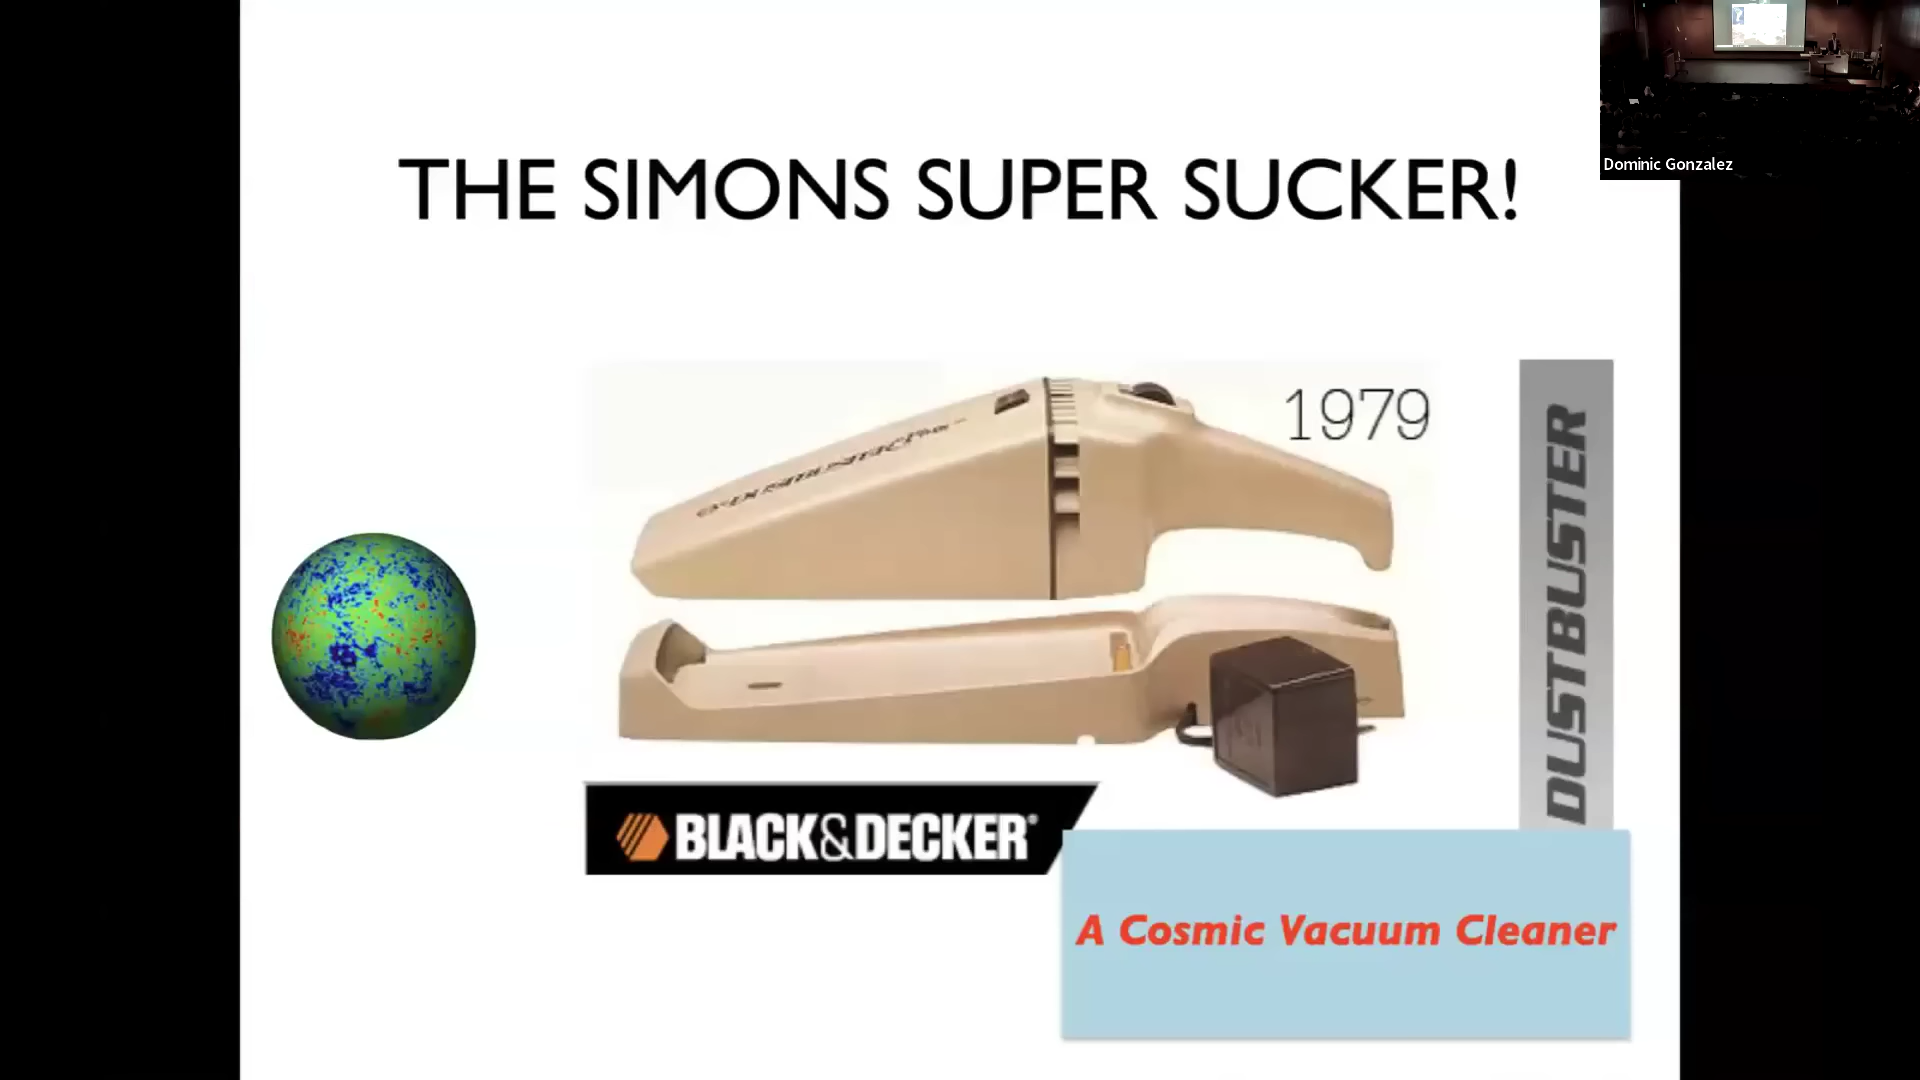 THE SIMONS SUPER SUCKER!
Dominic Gonzalez
1979
DUSTBUSTER
BLACK&DECKER®
A Cosmic Vacuum Cleaner